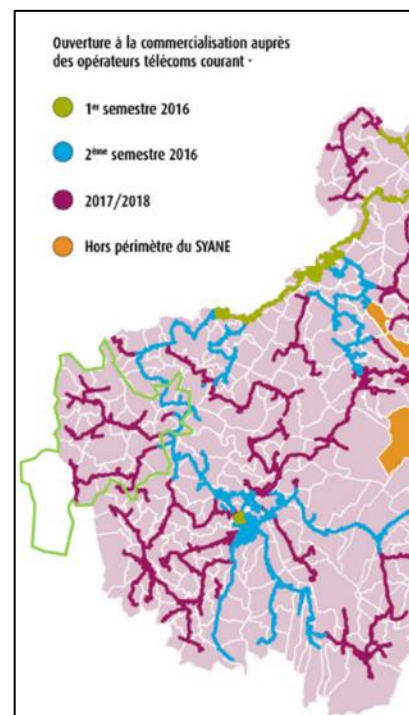 Ouverture à la commercialisation auprès
des opérateurs télécoms courant ·
1er semestre 2016
2ème semestre 2016
2017/2018
Hors périmètre du SYANE